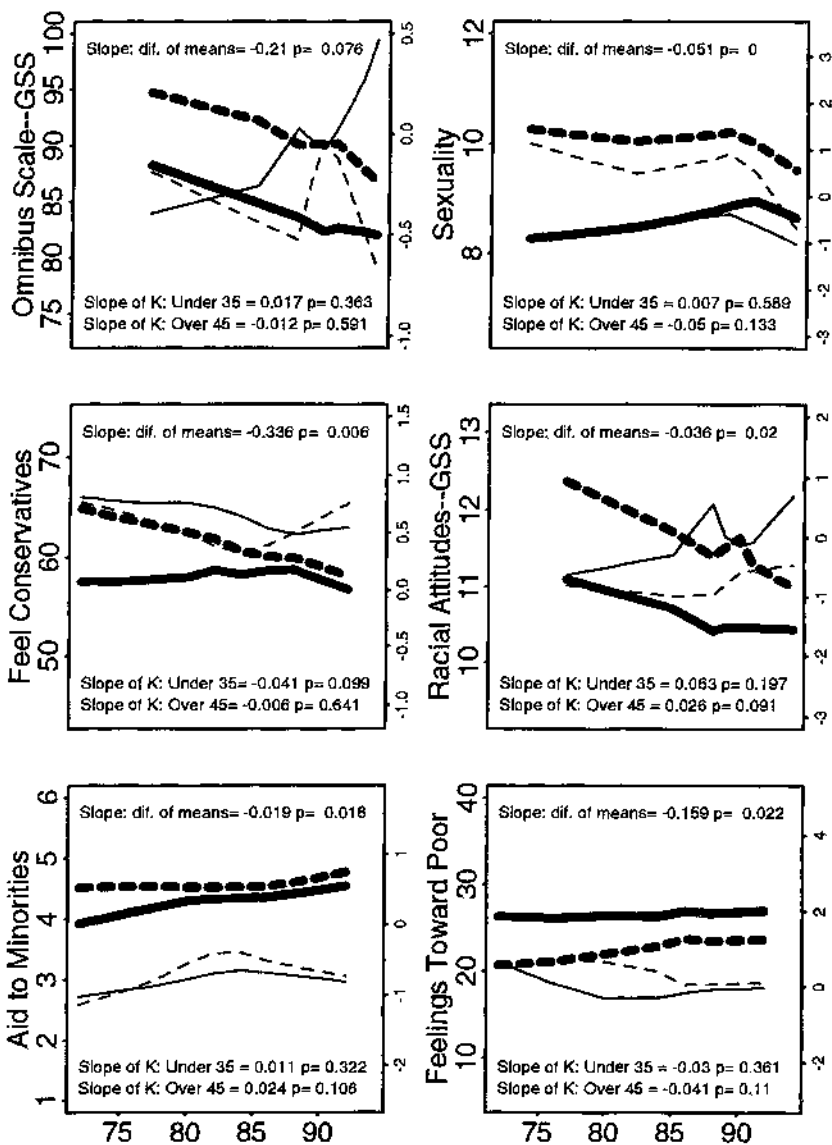 Omnibus Scale--GSS
75 80 85 90 95 100
Slope: dif. of means= -0.21 p= 0.076
Slope of K: Under 35 = 0.017 p= 0.363
Slope of K: Over 45 = -0.012 p= 0.591
-1.0 -0.5 0.0 0.5
Sexuality
8 10 12
Slope: dif. of means= -0.051 p= 0
Slope of K: Under 35 = 0.007 p= 0.589
Slope of K: Over 45 = -0.05 p= 0.133
-3 -2 -1 0 1 2 3
Feel Conservatives
50 60 70
Slope: dif. of means= -0.336 p= 0.006
Slope of K: Under 35= -0.041 p= 0.099
Slope of K: Over 45= -0.006 p= 0.641
-1.0 -0.5 0.0 0.5 1.0 1.5
Racial Attitudes--GSS
10 11 12 13
Slope: dif. of means= -0.036 p= 0.02
Slope of K: Under 35 = 0.063 p= 0.197
Slope of K: Over 45 = 0.026 p= 0.091
-3 -2 -1 0 1 2
Aid to Minorities
1 2 3 4 5 6
Slope: dif. of means= -0.019 p= 0.018
Slope of K: Under 35 = 0.011 p= 0.322
Slope of K: Over 45 = 0.024 p= 0.106
-2 -1 0 1
75 80 85 90
Feelings Toward Poor
10 20 30 40
Slope: dif. of means= -0.159 p= 0.022
Slope of K: Under 35 = -0.03 p= 0.361
Slope of K: Over 45 = -0.041 p= 0.11
-2 0 2 4
75 80 85 90